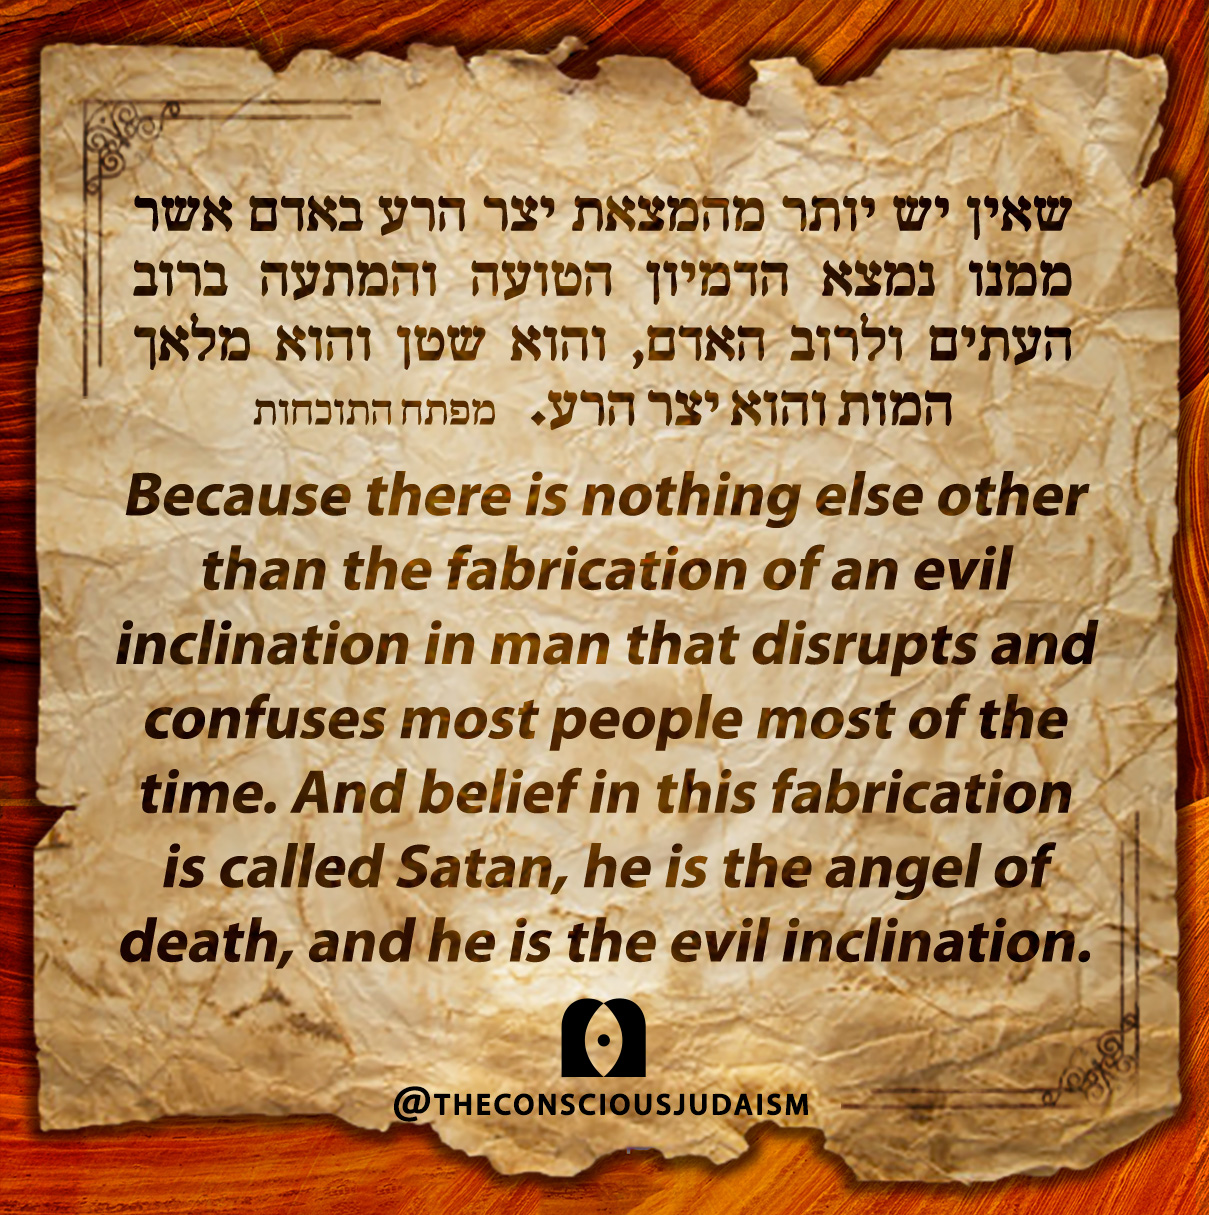 שאין יש יותר מהמצאת יצר הרע באדם אשר
ממנו נמצא הדמיון הטועה והמתעה ברוב
העתים ולרוב האדם, והוא שטן והוא מלאך
המות והוא יצר הרע. מפתח התוכחות
Because there is nothing else other
than the fabrication of an evil
inclination in man that disrupts and
confuses most people most of the
time. And belief in this fabrication
is called Satan, he is the angel of
death, and he is the evil inclination.
@THECONSCIOUSJUDAISM